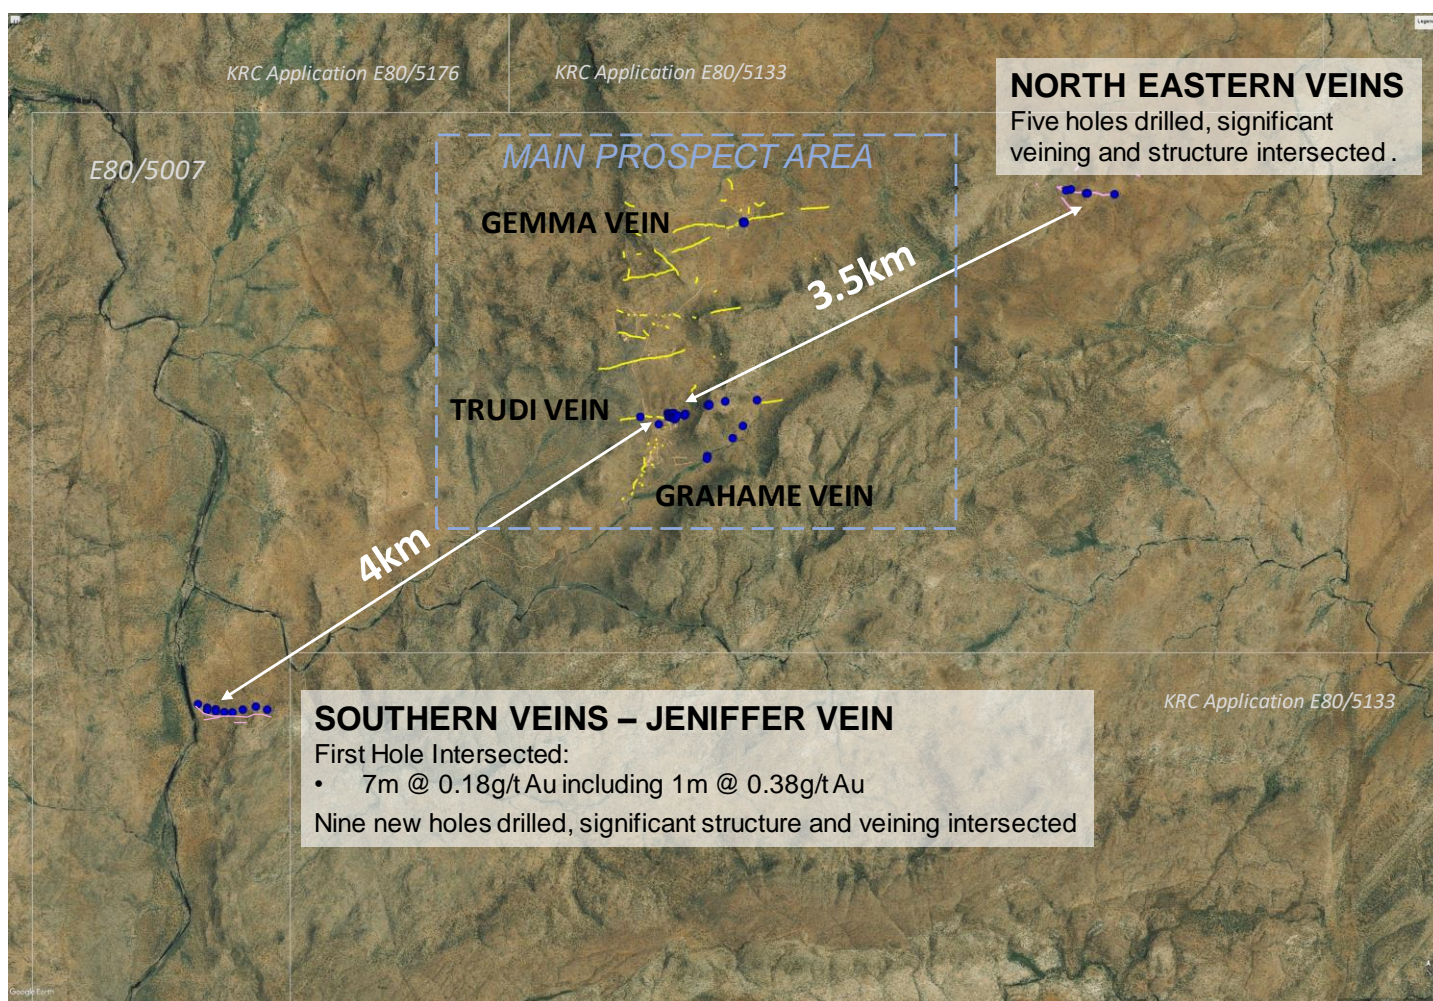 KRC Application E80/5176
KRC Application E80/5133
NORTH EASTERN VEINS
Five holes drilled, significant
veining and structure intersected .
E80/5007
MAIN PROSPECT AREA
GEMMA VEIN
3.5km
TRUDI VEIN
GRAHAME VEIN
4km
SOUTHERN VEINS – JENIFFER VEIN
First Hole Intersected:
• 7m @ 0.18g/t Au including 1m @ 0.38g/t Au
Nine new holes drilled, significant structure and veining intersected
KRC Application E80/5133
Google Earth